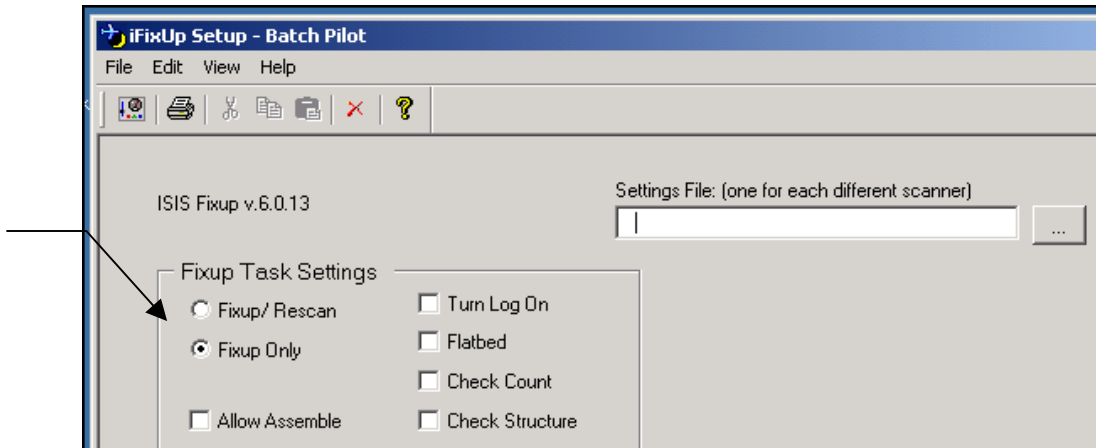 iFixUp Setup - Batch Pilot
File Edit View Help
ISIS Fixup v.6.0.13
Settings File: (one for each different scanner)
...
Fixup Task Settings
Fixup/ Rescan
Turn Log On
Fixup Only
Flatbed
Check Count
Allow Assemble
Check Structure